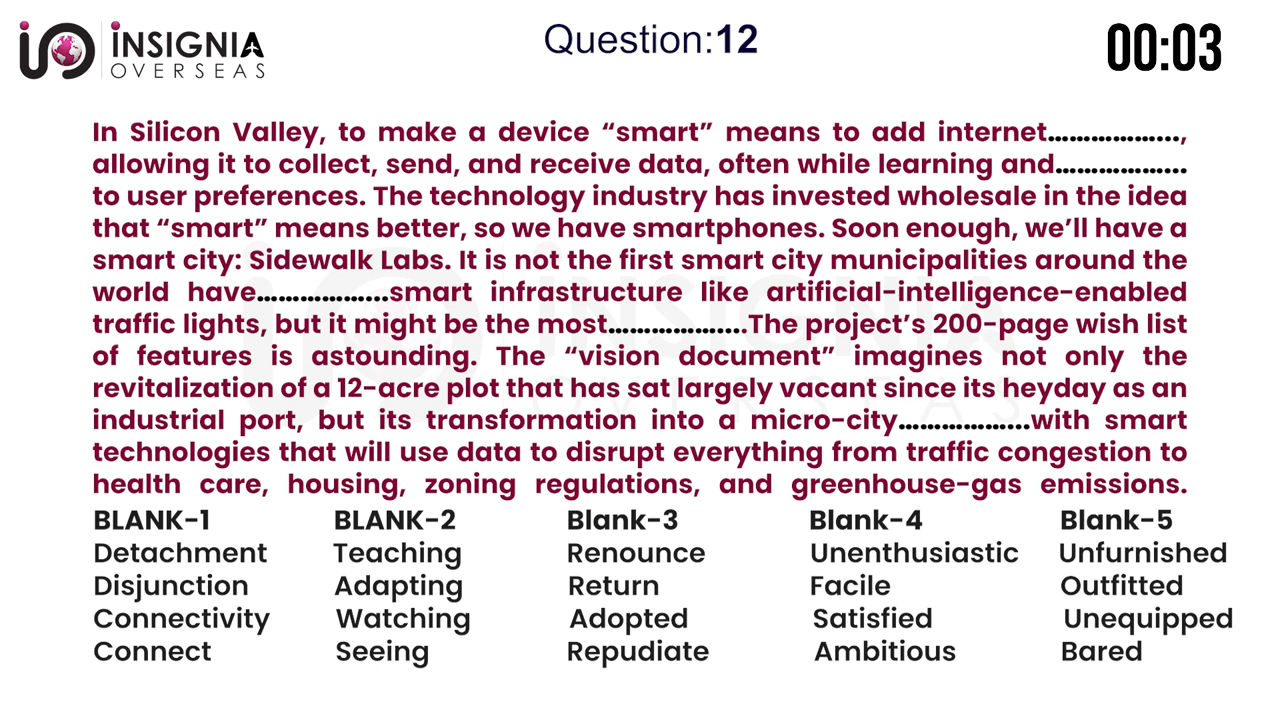 iNSIGNIA
OVERSEAS
Question:12
00:03
In Silicon Valley, to make a device “smart” means to add internet………………..,
allowing it to collect, send, and receive data, often while learning and………………
to user preferences. The technology industry has invested wholesale in the idea
that “smart” means better, so we have smartphones. Soon enough, we’ll have a
smart city: Sidewalk Labs. It is not the first smart city municipalities around the
world have………………smart infrastructure like artificial-intelligence-enabled
traffic lights, but it might be the most………………..The project’s 200-page wish list
of features is astounding. The “vision document” imagines not only the
revitalization of a 12-acre plot that has sat largely vacant since its heyday as an
industrial port, but its transformation into a micro-city………………with smart
technologies that will use data to disrupt everything from traffic congestion to
health care, housing, zoning regulations, and greenhouse-gas emissions.
BLANK-1 BLANK-2 Blank-3 Blank-4 Blank-5
Detachment Teaching Renounce Unenthusiastic Unfurnished
Disjunction Adapting Return Facile Outfitted
Connectivity Watching Adopted Satisfied Unequipped
Connect Seeing Repudiate Ambitious Bared